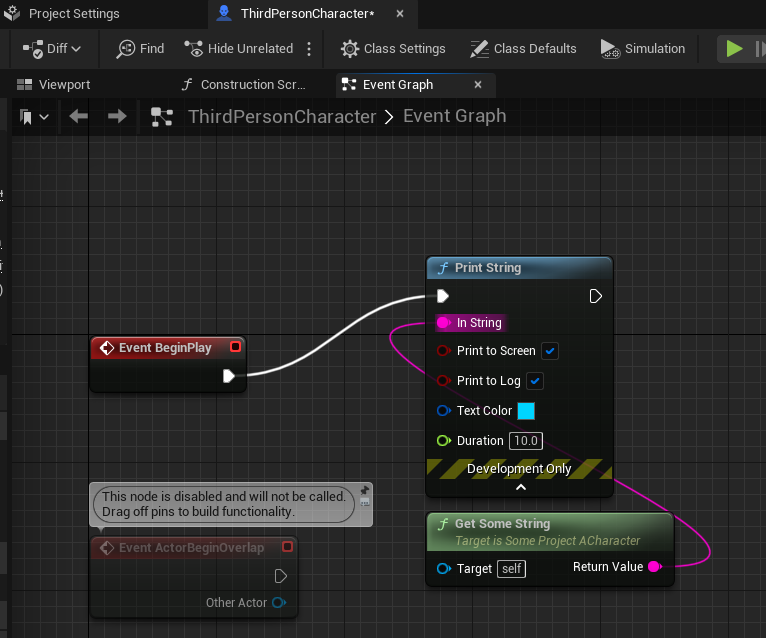 Project Settings
ThirdPersonCharacter*
Diff
Find
Hide Unrelated
Class Settings
Class Defaults
Simulation
Viewport
Construction Scr...
Event Graph
ThirdPersonCharacter > Event Graph
Print String
In String
Event BeginPlay
Print to Screen
Print to Log
Text Color
Duration 10.0
Development Only
This node is disabled and will not be called.
Drag off pins to build functionality.
Get Some String
Target is Some Project ACharacter
Event ActorBeginOverlap
Target self
Return Value
Other Actor